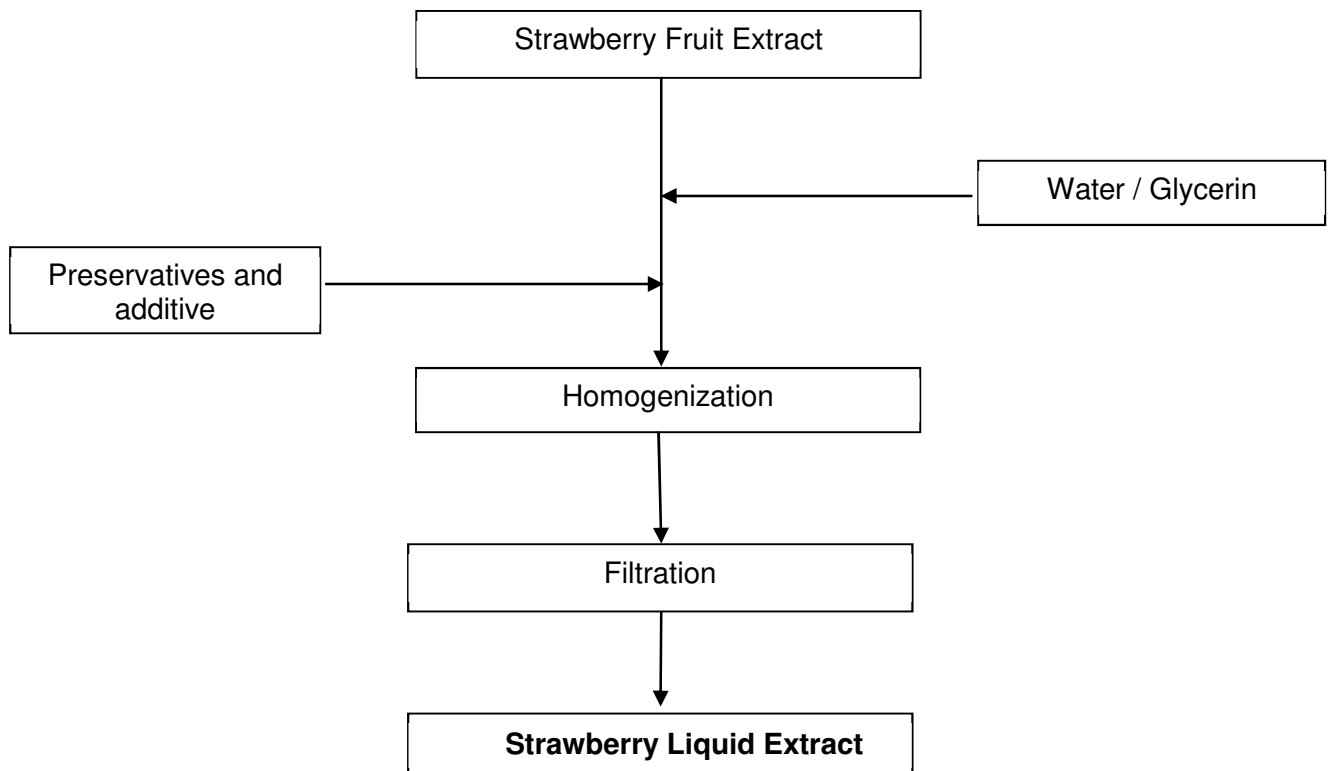 Strawberry Fruit Extract
Water / Glycerin
Preservatives and
additive
Homogenization
Filtration
Strawberry Liquid Extract